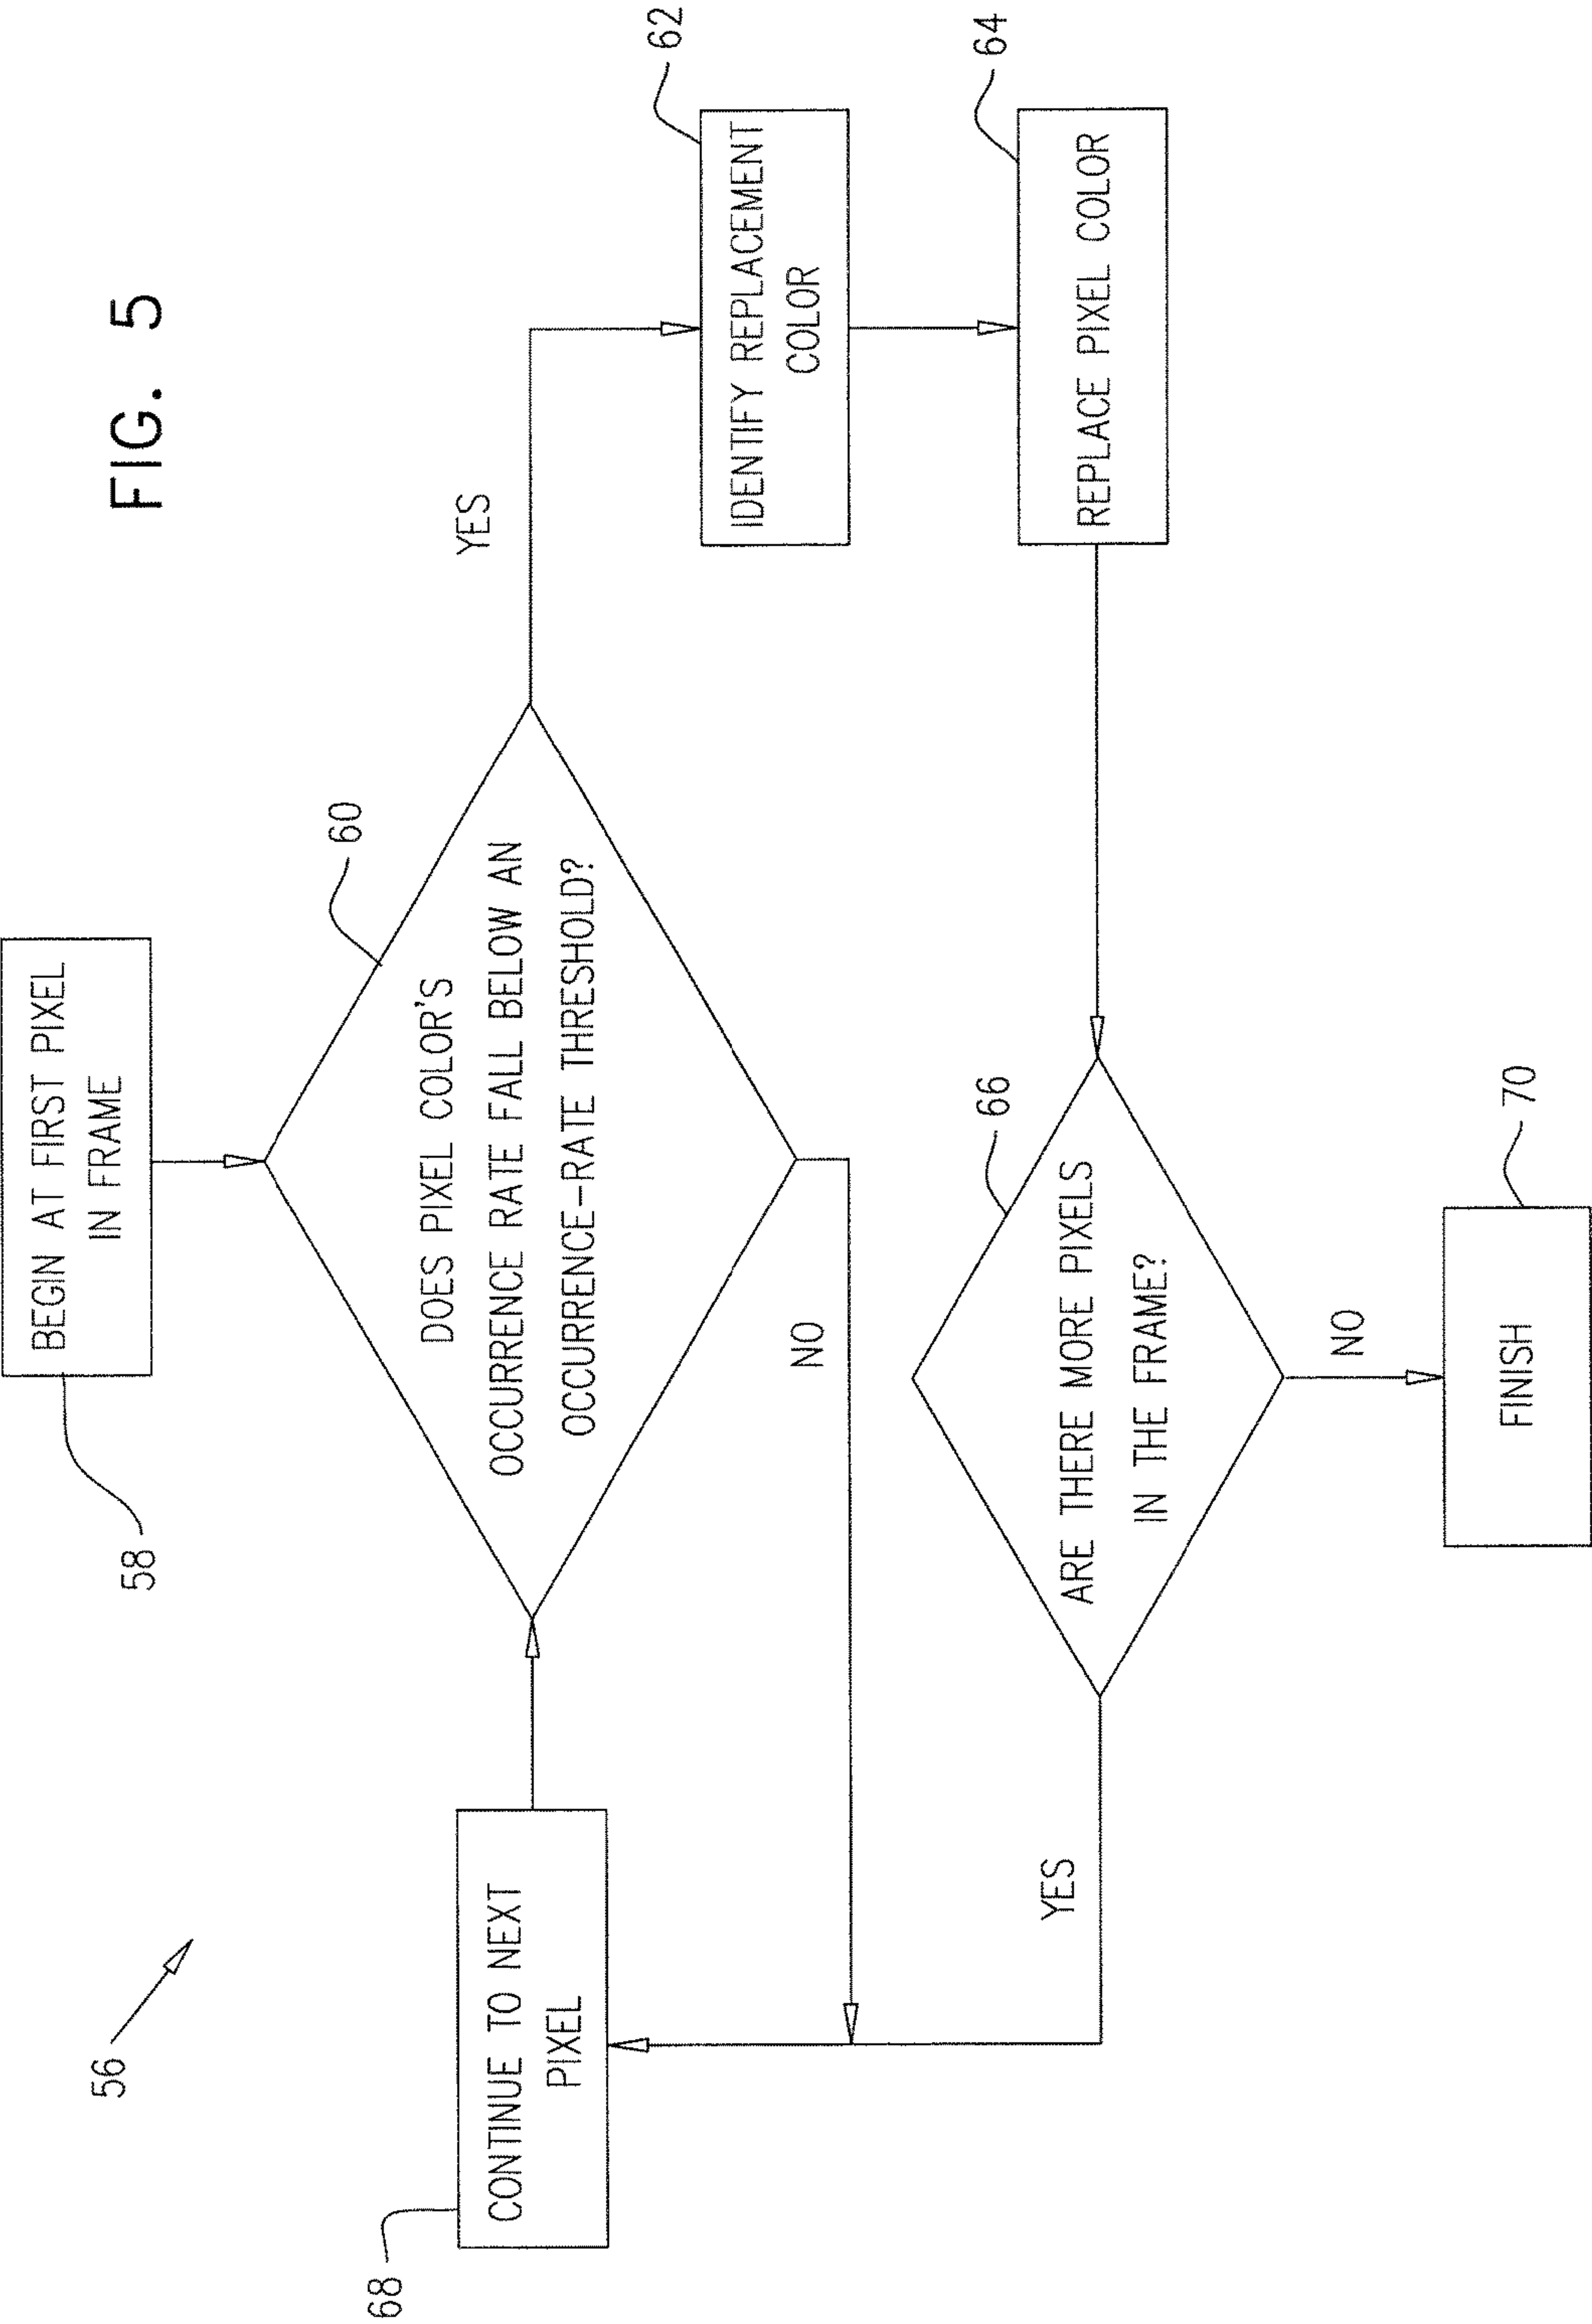 FIG. 5
56
58
BEGIN AT FIRST PIXEL
IN FRAME
60
DOES PIXEL COLOR'S
OCCURRENCE RATE FALL BELOW AN
OCCURRENCE-RATE THRESHOLD?
YES
NO
62
IDENTIFY REPLACEMENT
COLOR
64
REPLACE PIXEL COLOR
66
ARE THERE MORE PIXELS
IN THE FRAME?
YES
NO
68
CONTINUE TO NEXT
PIXEL
70
FINISH